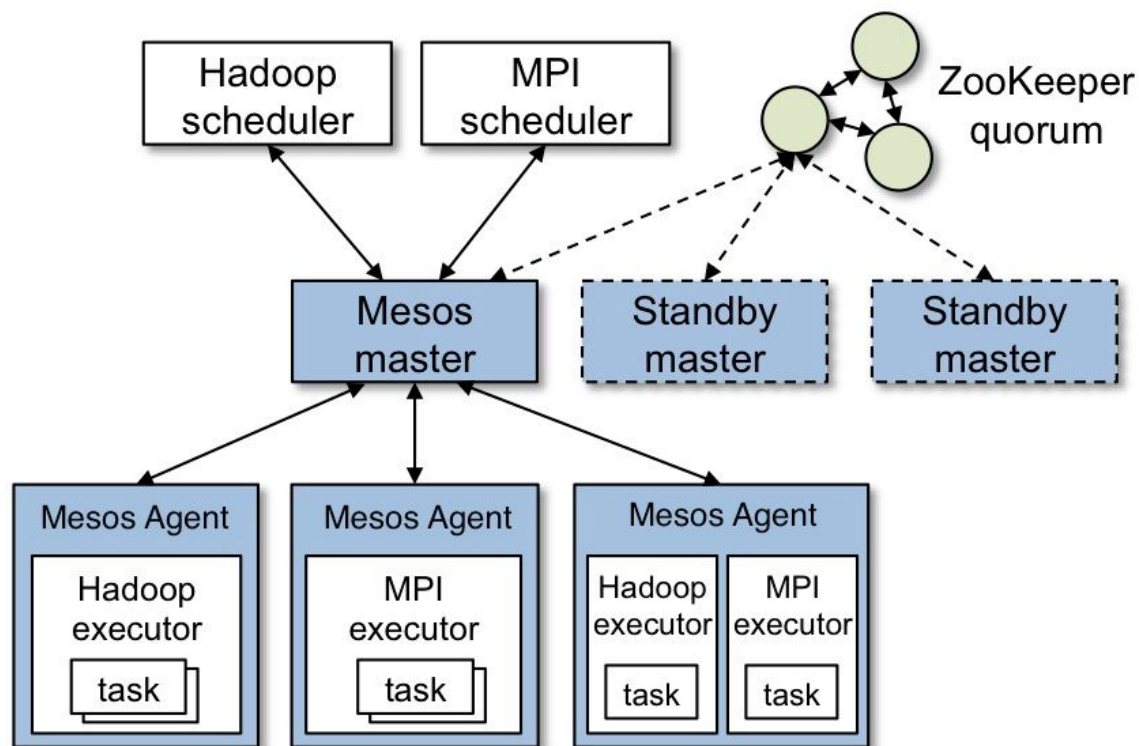 Hadoop
scheduler
MPI
scheduler
ZooKeeper
quorum
Mesos
master
Standby
master
Standby
master
Mesos Agent
Hadoop
executor
task
Mesos Agent
MPI
executor
task
Mesos Agent
Hadoop
executor
task
MPI
executor
task